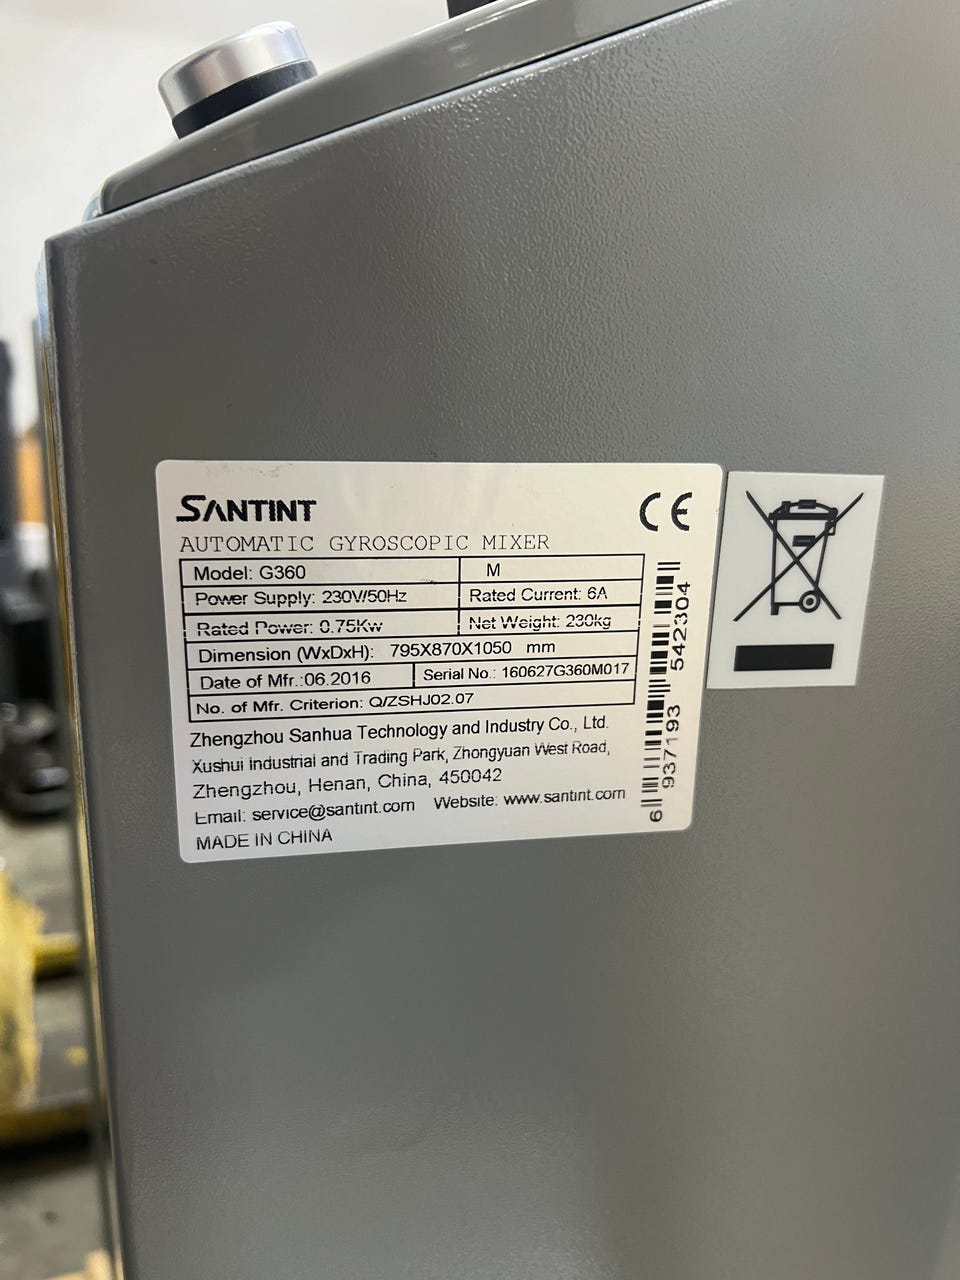 SANTINT
CE
AUTOMATIC GYROSCOPIC MIXER
Model: G360 M
Power Supply: 230V/50Hz Rated Current: 6A
Rated Power: 0.75Kw Net Weight: 230kg
Dimension (WxDxH): 795X870X1050 mm
Date of Mfr.:06.2016 Serial No.: 160627G360M017
No. of Mfr. Criterion: Q/ZSHJ02.07
Zhengzhou Sanhua Technology and Industry Co., Ltd.
Xushui Industrial and Trading Park, Zhongyuan West Road,
Zhengzhou, Henan, China, 450042
Email: service@santint.com Website: www.santint.com
MADE IN CHINA
6 937193 542304